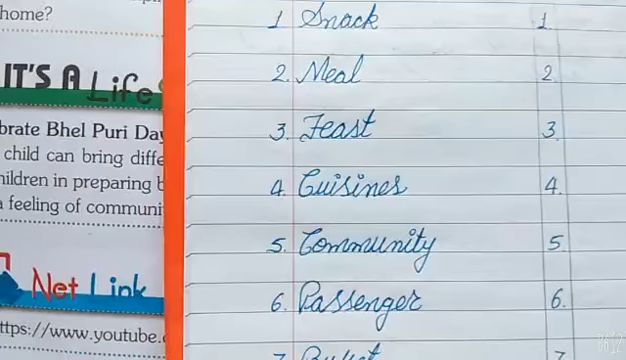 home?
IT'S A Life
brate Bhel Puri Day
child can bring diffe
hildren in preparing b
a feeling of communi
Net Link
ttps://www.youtube.c
1 Snack 1
2. Meal 2
3. Feast 3.
4. Cuisines 4.
5. Community 5
6. Passenger 6.